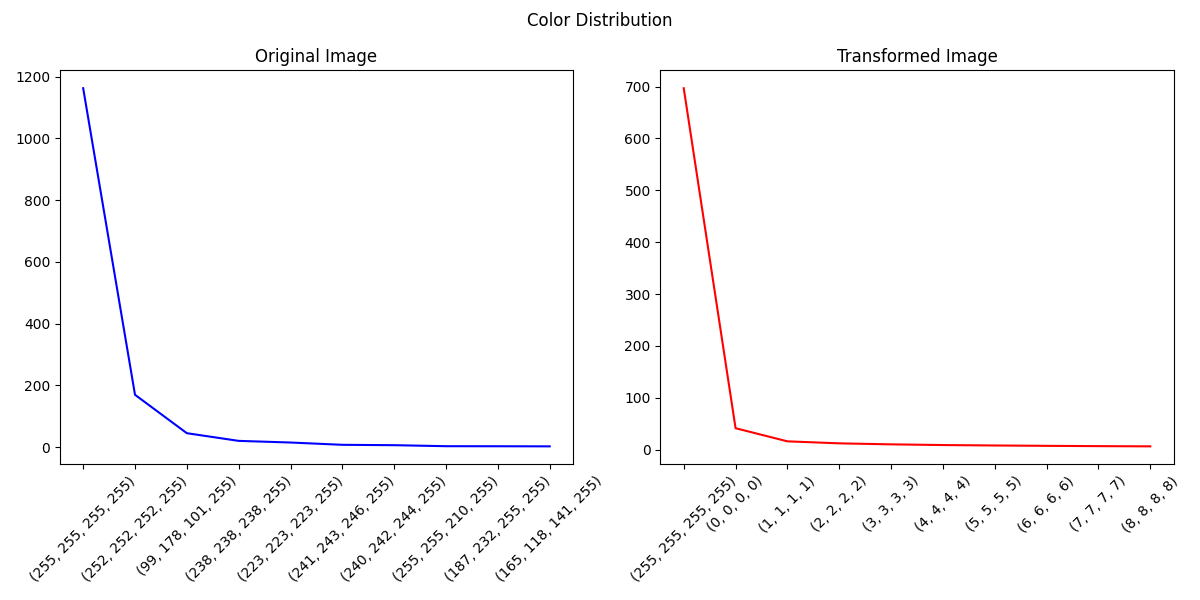 Color Distribution
Original Image
1200
1000
800
600
400
200
0
(255, 255, 255, 255)
(252, 252, 252, 255)
(99, 178, 101, 255)
(238, 238, 238, 255)
(223, 223, 223, 255)
(241, 243, 246, 255)
(240, 242, 244, 255)
(255, 255, 210, 255)
(187, 232, 255, 255)
(165, 118, 141, 255)
Transformed Image
700
600
500
400
300
200
100
0
(255, 255, 255, 255)
(0, 0, 0, 0)
(1, 1, 1, 1)
(2, 2, 2, 2)
(3, 3, 3, 3)
(4, 4, 4, 4)
(5, 5, 5, 5)
(6, 6, 6, 6)
(7, 7, 7, 7)
(8, 8, 8, 8)